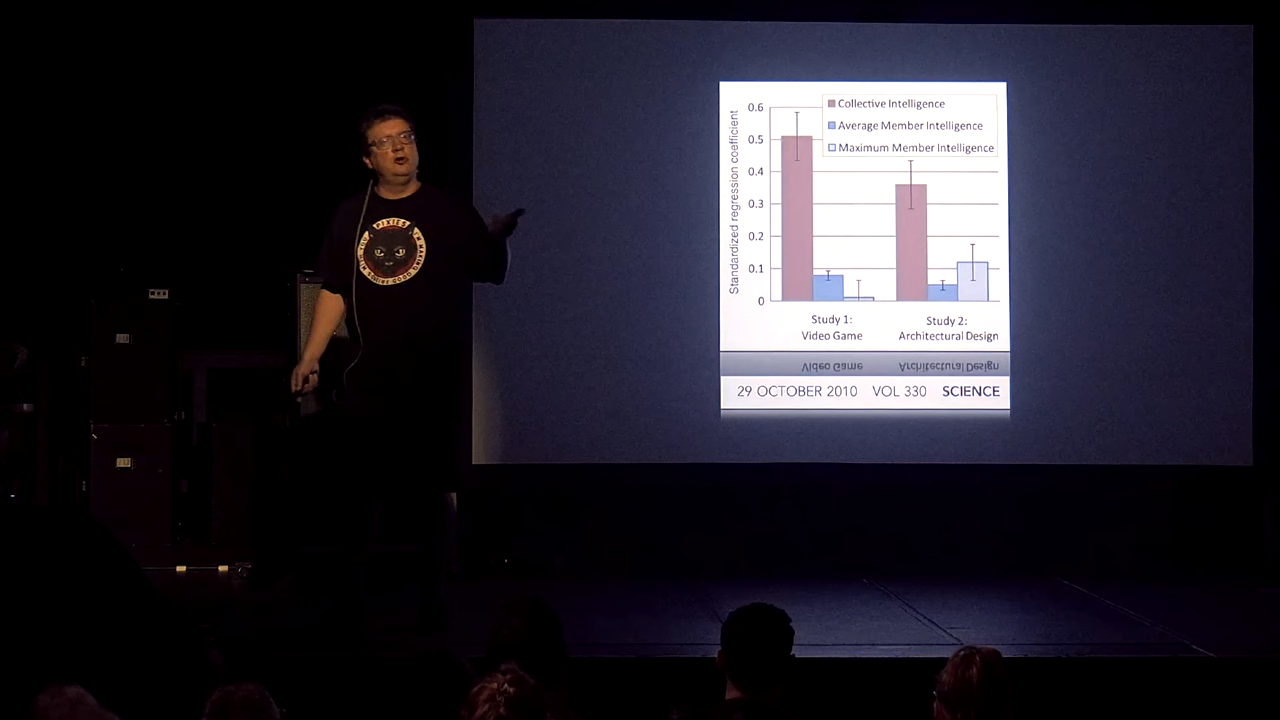 PIXIES
0.6
0.5
0.4
0.3
0.2
0.1
0
Standardized regression coefficient
Collective Intelligence
Average Member Intelligence
Maximum Member Intelligence
Study 1:
Video Game
Study 2:
Architectural Design
29 OCTOBER 2010 VOL 330 SCIENCE